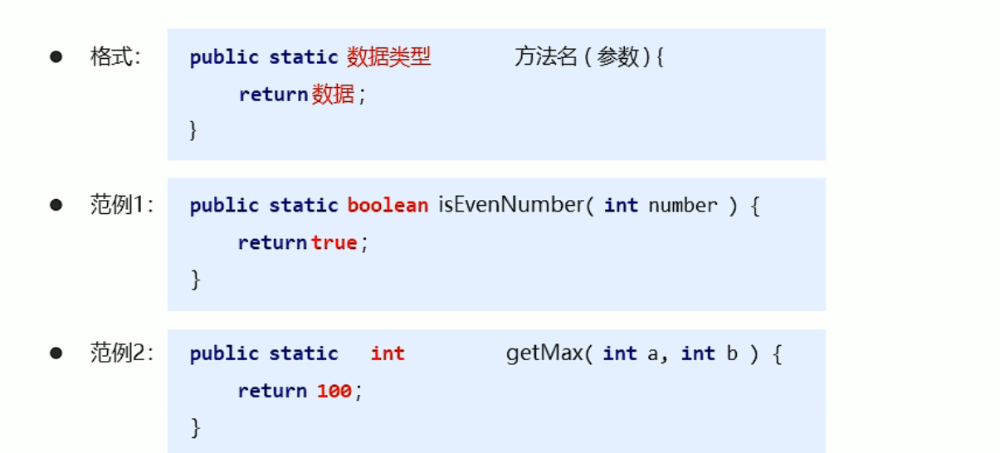 ● 格式： public static 数据类型 方法名 ( 参数 ) {
return 数据 ;
}
● 范例1： public static boolean isEvenNumber( int number ) {
return true ;
}
● 范例2： public static int getMax( int a, int b ) {
return 100 ;
}